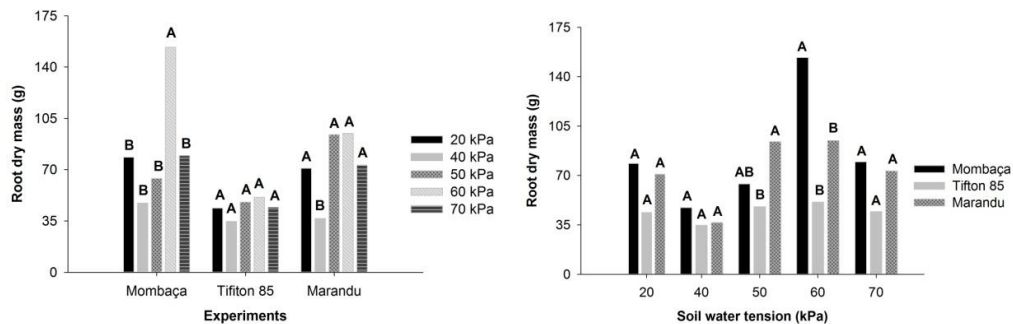 175
140
105
70
35
0
Root dry mass (g)
B B B A B
A A A A A
A B A A A
Mombaça Tifiton 85 Marandu
Experiments
20 kPa
40 kPa
50 kPa
60 kPa
70 kPa
175
140
105
70
35
0
Root dry mass (g)
A A A
A A A
AB B A
A B B
A A A
20 40 50 60 70
Soil water tension (kPa)
Mombaça
Tifton 85
Marandu